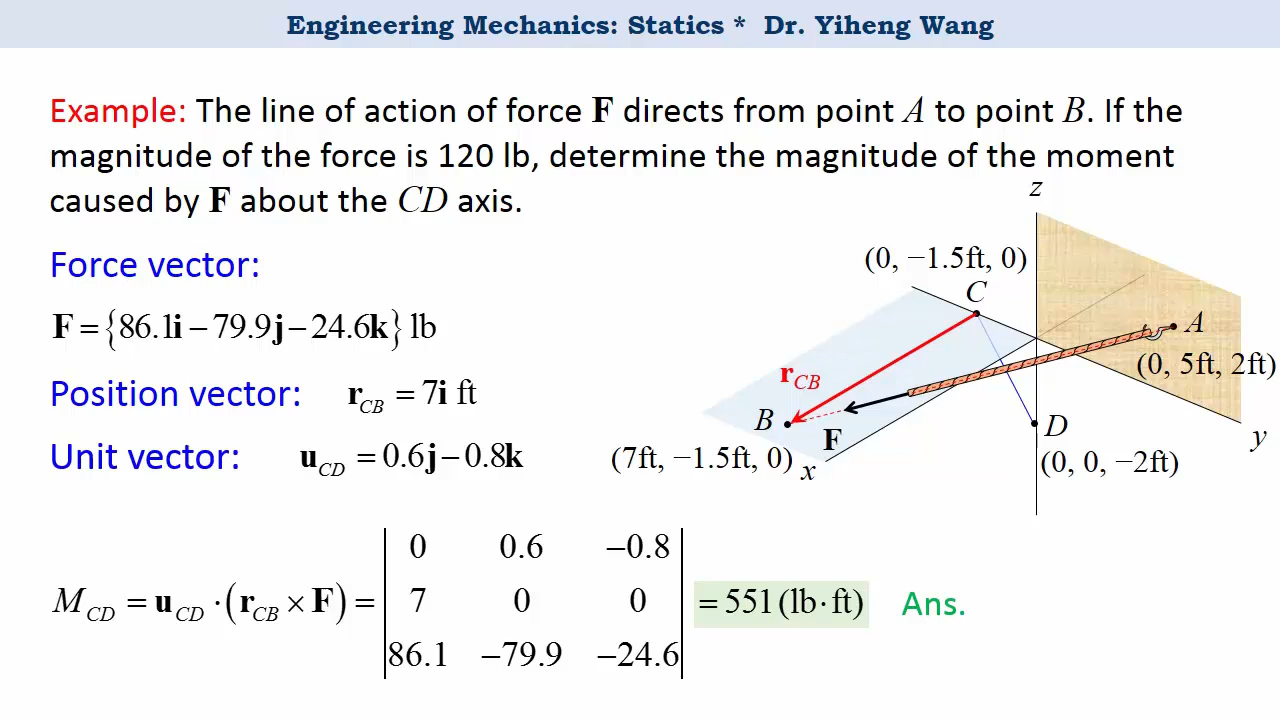 Engineering Mechanics: Statics * Dr. Yiheng Wang
Example: The line of action of force F directs from point A to point B. If the
magnitude of the force is 120 lb, determine the magnitude of the moment
caused by F about the CD axis.
z
Force vector:
(0, −1.5ft, 0)
C
F = {86.1i − 79.9j − 24.6k} lb
A
(0, 5ft, 2ft)
r_CB
Position vector: r_CB = 7i ft
B
F
D
y
Unit vector: u_CD = 0.6j − 0.8k
(7ft, −1.5ft, 0)
x
(0, 0, −2ft)
M_CD = u_CD · (r_CB × F) = | 0 0.6 −0.8 |
| 7 0 0 | = 551 (lb·ft) Ans.
| 86.1 −79.9 −24.6 |